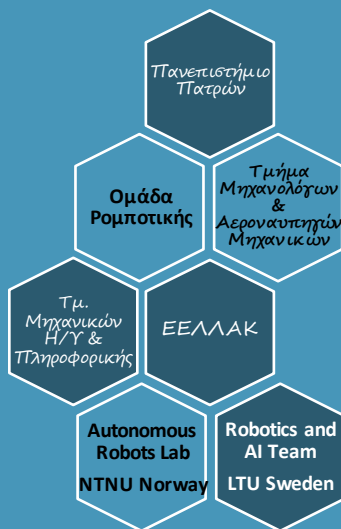 Πανεπιστήμιο
Πατρών
Ομάδα
Ρομποτικής
Τμήμα
Μηχανολόγων
&
Αεροναυπηγών
Μηχανικών
Τμ.
Μηχανικών
Η/Υ &
Πληροφορικής
ΕΕΛΛΑΚ
Autonomous
Robots Lab
NTNU Norway
Robotics and
AI Team
LTU Sweden